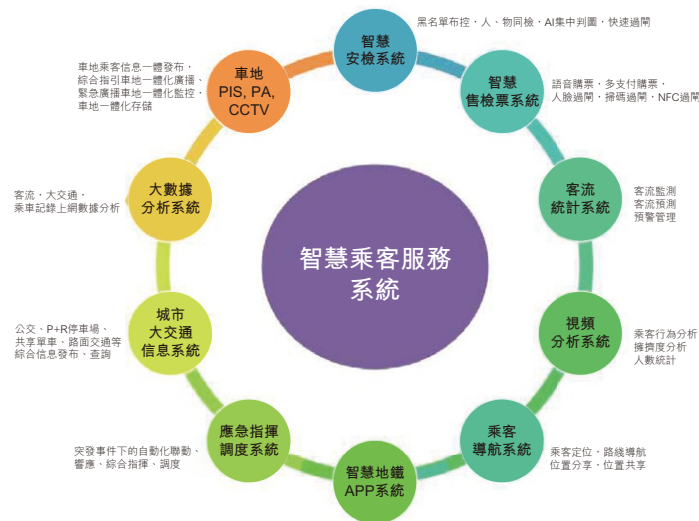 黑名單布控·人、物同檢·AI集中判圖·快速過閘
智慧
安檢系統
語音購票·多支付購票·
人臉過閘·掃碼過閘·NFC過閘
智慧
售檢票系統
客流
統計系統
客流監測
客流預測
預警管理
視頻
分析系統
乘客行為分析
擁擠度分析
人數統計
乘客
導航系統
乘客定位·路綫導航
位置分享·位置共享
智慧地鐵
APP系統
應急指揮
調度系統
突發事件下的自動化聯動、
響應、綜合指揮、調度
城市
大交通
信息系統
公交、P+R停車場、
共享單車、路面交通等
綜合信息發布、查詢
大數據
分析系統
客流·大交通·
乘車記錄上網數據分析
車地
PIS, PA,
CCTV
車地乘客信息一體發布·
綜合指引車地一體化廣播、
緊急廣播車地一體化監控·
車地一體化存儲
智慧乘客服務
系統